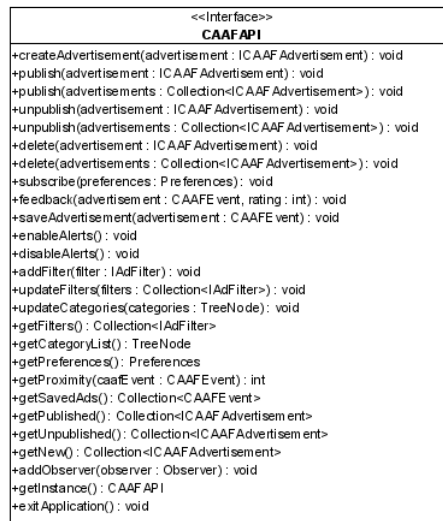 <<Interface>>
CAAFAPI
+createAdvertisement(advertisement : ICAAFAdvertisement) : void
+publish(advertisement : ICAAFAdvertisement) : void
+publish(advertisements : Collection<ICAAFAdvertisement>) : void
+unpublish(advertisement : ICAAFAdvertisement) : void
+unpublish(advertisements : Collection<ICAAFAdvertisement>) : void
+delete(advertisement : ICAAFAdvertisement) : void
+delete(advertisements : Collection<ICAAFAdvertisement>) : void
+subscribe(preferences : Preferences) : void
+feedback(advertisement : CAAFEvent, rating : int) : void
+saveAdvertisement(advertisement : CAAFEvent) : void
+enableAlerts() : void
+disableAlerts() : void
+addFilter(filter : IAdFilter) : void
+updateFilters(filters : Collection<IAdFilter>) : void
+updateCategories(categories : TreeNode) : void
+getFilters() : Collection<IAdFilter>
+getCategoryList() : TreeNode
+getPreferences() : Preferences
+getProximity(caafEvent : CAAFEvent) : int
+getSavedAds() : Collection<CAAFEvent>
+getPublished() : Collection<ICAAFAdvertisement>
+getUnpublished() : Collection<ICAAFAdvertisement>
+getNew() : Collection<ICAAFAdvertisement>
+addObserver(observer : Observer) : void
+getInstance() : CAAFAPI
+exitApplication() : void